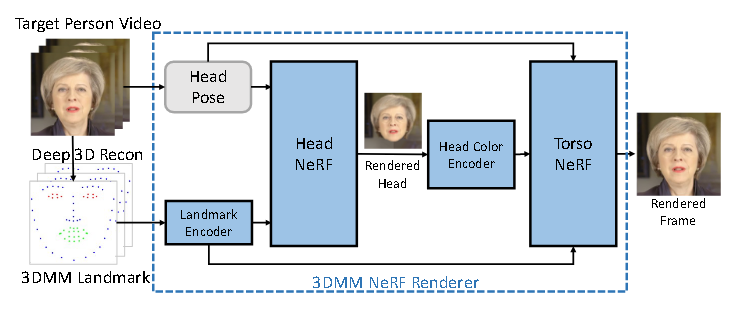 Target Person Video
Head
Pose
Head
NeRF
Rendered
Head
Head Color
Encoder
Torso
NeRF
Rendered
Frame
Deep 3D Recon
Landmark
Encoder
3DMM Landmark
3DMM NeRF Renderer